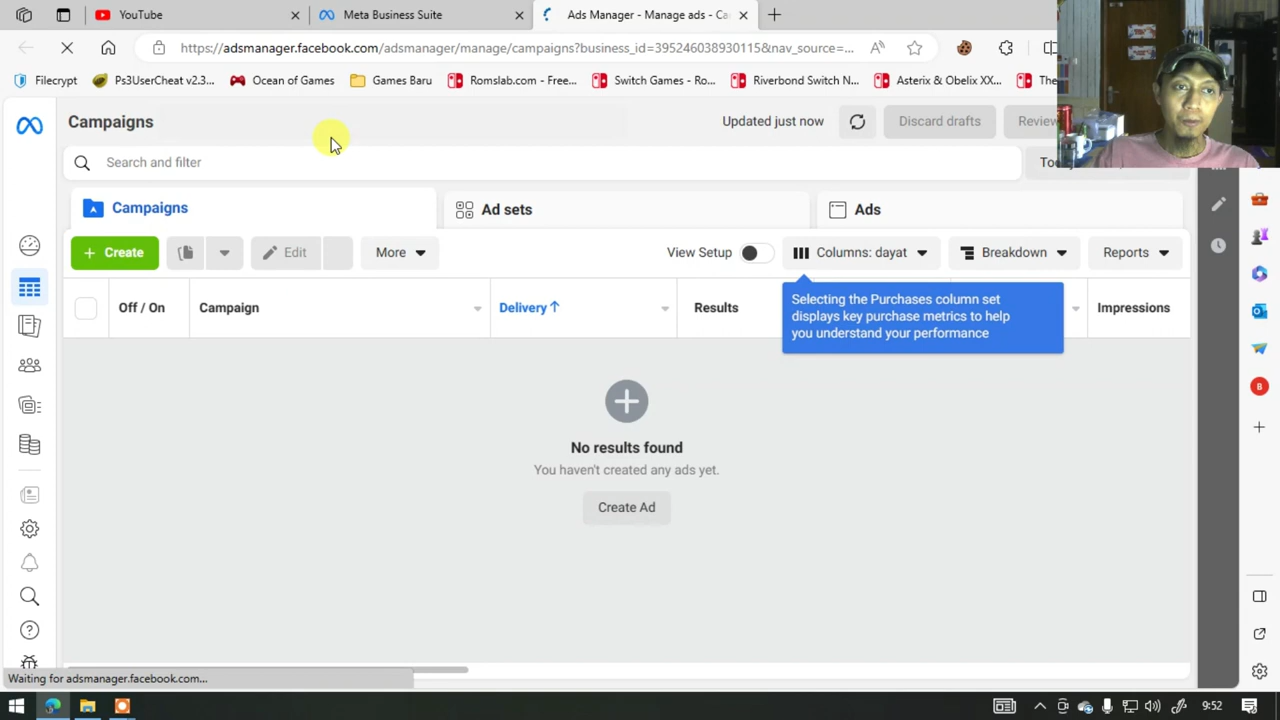 YouTube
Meta Business Suite
Ads Manager - Manage ads - Ca
https://adsmanager.facebook.com/adsmanager/manage/campaigns?business_id=395246038930115&nav_source=...
Filecrypt
Ps3UserCheat v2.3...
Ocean of Games
Games Baru
Romslab.com - Free...
Switch Games - Ro...
Riverbond Switch N...
Asterix & Obelix XX...
The
Campaigns
Updated just now
Discard drafts
Review
Search and filter
Campaigns
Ad sets
Ads
+ Create
Edit
More
View Setup
Columns: dayat
Breakdown
Reports
Off / On
Campaign
Delivery ↑
Results
Impressions
Selecting the Purchases column set
displays key purchase metrics to help
you understand your performance
No results found
You haven't created any ads yet.
Create Ad
Waiting for adsmanager.facebook.com...
B
9:52